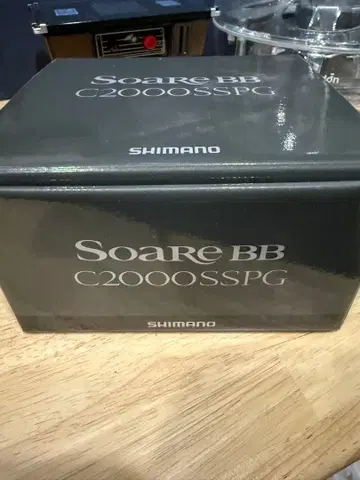 SOARE BB
C2000SSPG
SHIMANO
SOARE BB
C2000SSPG
SHIMANO